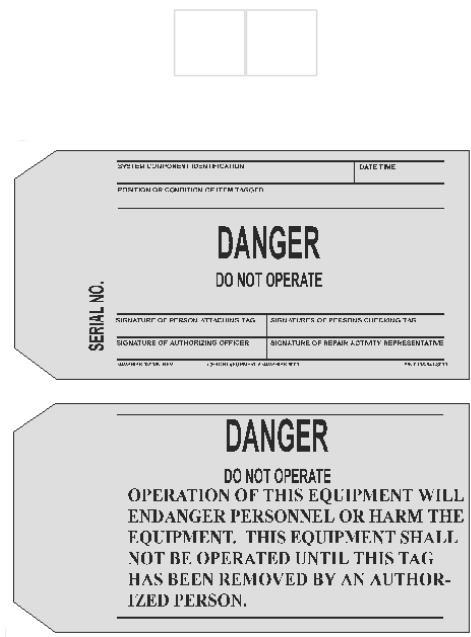 SYSTEM COMPONENT IDENTIFICATION DATE TIME
POSITION OR CONDITION OF ITEM TAGGED
DANGER
DO NOT OPERATE
SERIAL NO.
SIGNATURE OF PERSON ATTACHING TAG SIGNATURES OF PERSONS CHECKING TAG
SIGNATURE OF AUTHORIZING OFFICER SIGNATURE OF REPAIR ACTIVITY REPRESENTATIVE
DANGER
DO NOT OPERATE
OPERATION OF THIS EQUIPMENT WILL
ENDANGER PERSONNEL OR HARM THE
EQUIPMENT. THIS EQUIPMENT SHALL
NOT BE OPERATED UNTIL THIS TAG
HAS BEEN REMOVED BY AN AUTHOR-
IZED PERSON.